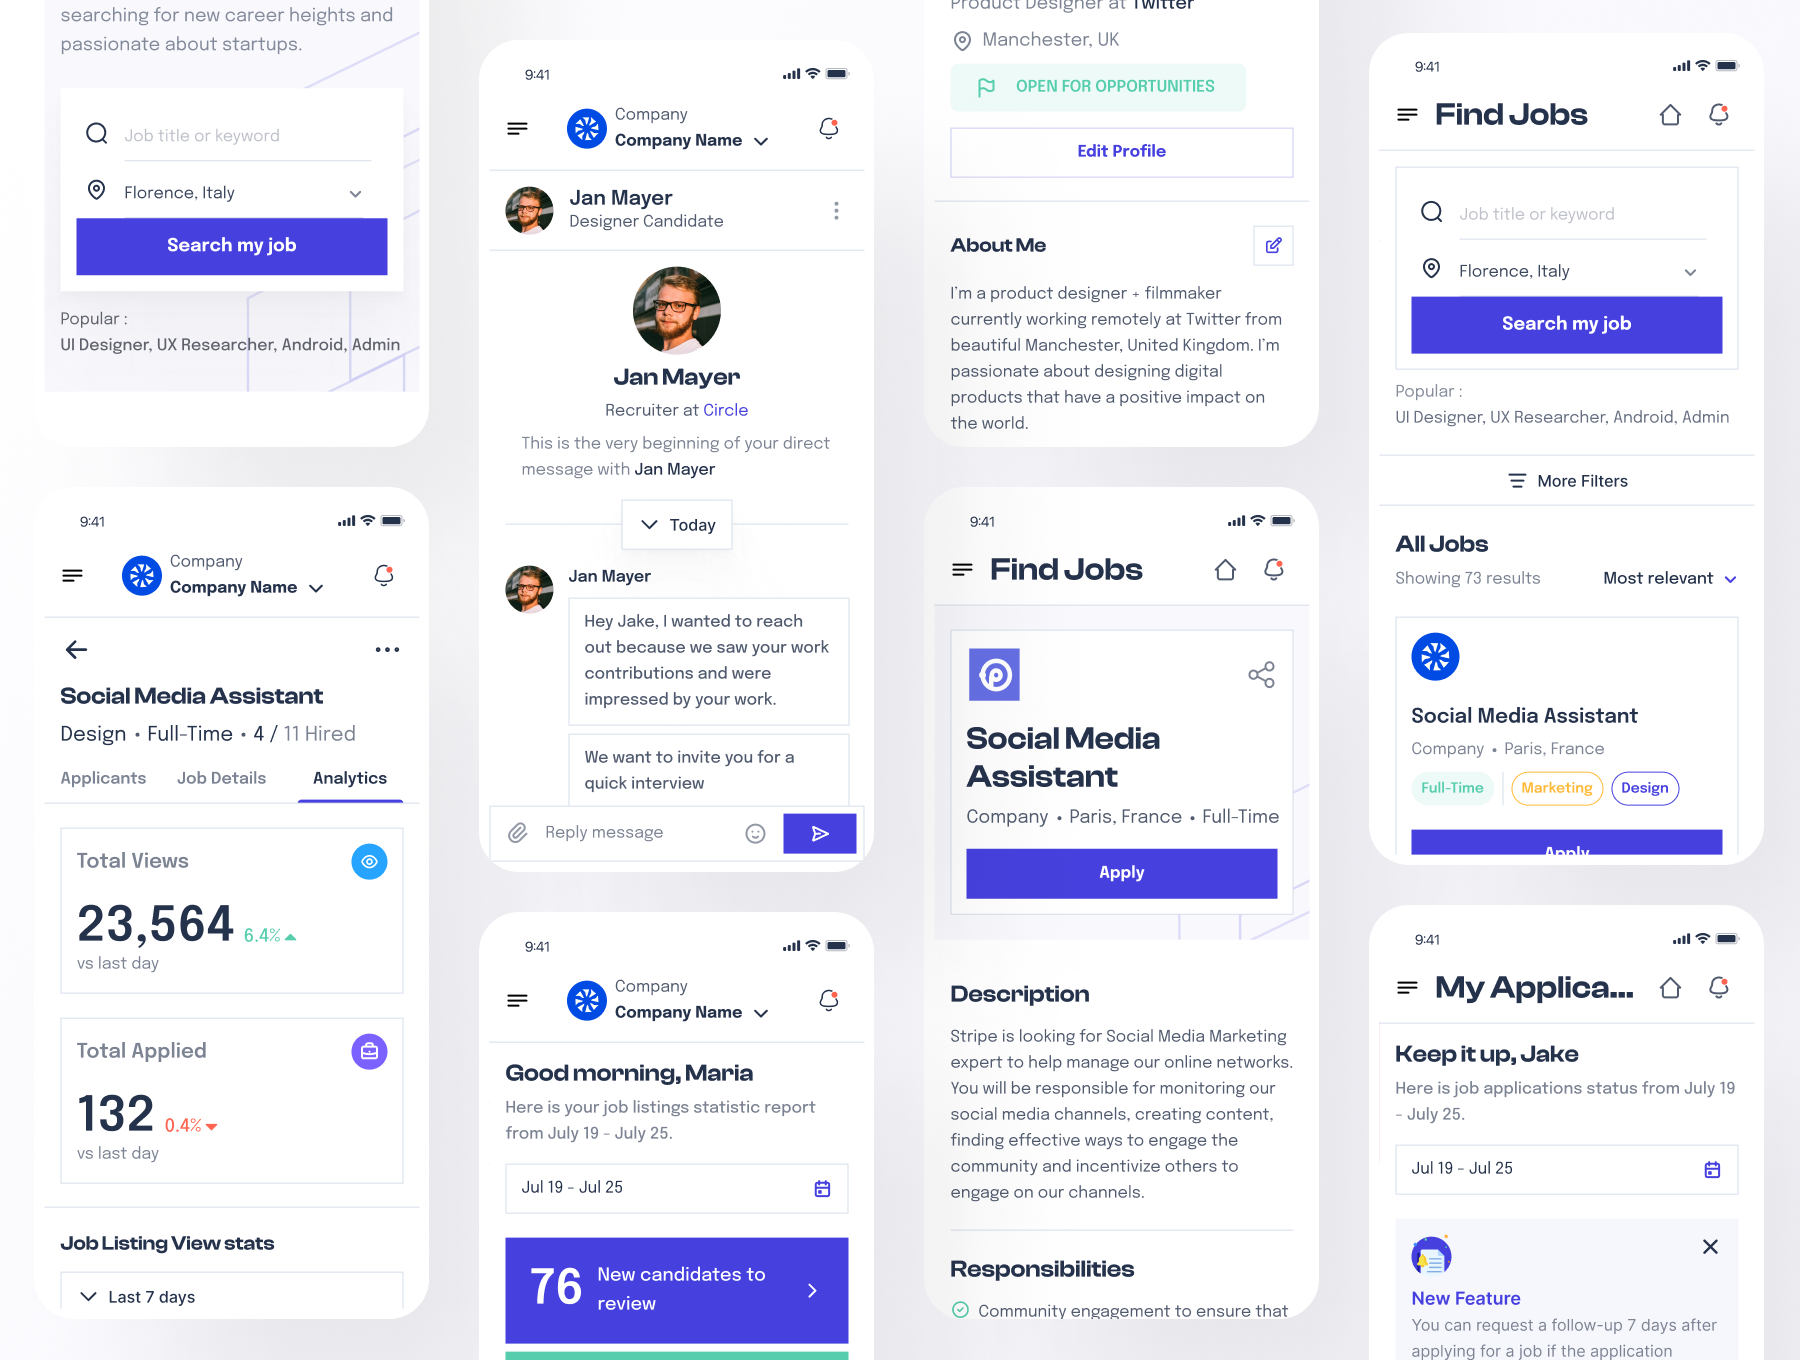 searching for new career heights and
passionate about startups.
Job title or keyword
Florence, Italy
Search my job
Popular :
UI Designer, UX Researcher, Android, Admin
9:41
Company
Company Name
Social Media Assistant
Design • Full-Time • 4 / 11 Hired
Applicants Job Details Analytics
Total Views
23,564 6.4%
vs last day
Total Applied
132 0.4%
vs last day
Job Listing View stats
Last 7 days
9:41
Company
Company Name
Jan Mayer
Designer Candidate
Jan Mayer
Recruiter at Circle
This is the very beginning of your direct
message with Jan Mayer
Today
Jan Mayer
Hey Jake, I wanted to reach
out because we saw your work
contributions and were
impressed by your work.
We want to invite you for a
quick interview
Reply message
9:41
Company
Company Name
Good morning, Maria
Here is your job listings statistic report
from July 19 - July 25.
Jul 19 - Jul 25
76 New candidates to
review
Product Designer at Twitter
Manchester, UK
OPEN FOR OPPORTUNITIES
Edit Profile
About Me
I'm a product designer + filmmaker
currently working remotely at Twitter from
beautiful Manchester, United Kingdom. I'm
passionate about designing digital
products that have a positive impact on
the world.
9:41
Find Jobs
Social Media
Assistant
Company • Paris, France • Full-Time
Apply
Description
Stripe is looking for Social Media Marketing
expert to help manage our online networks.
You will be responsible for monitoring our
social media channels, creating content,
finding effective ways to engage the
community and incentivize others to
engage on our channels.
Responsibilities
Community engagement to ensure that
9:41
Find Jobs
Job title or keyword
Florence, Italy
Search my job
Popular :
UI Designer, UX Researcher, Android, Admin
More Filters
All Jobs
Showing 73 results Most relevant
Social Media Assistant
Company • Paris, France
Full-Time Marketing Design
Apply
9:41
My Applica...
Keep it up, Jake
Here is job applications status from July 19
- July 25.
Jul 19 - Jul 25
New Feature
You can request a follow-up 7 days after
applying for a job if the application